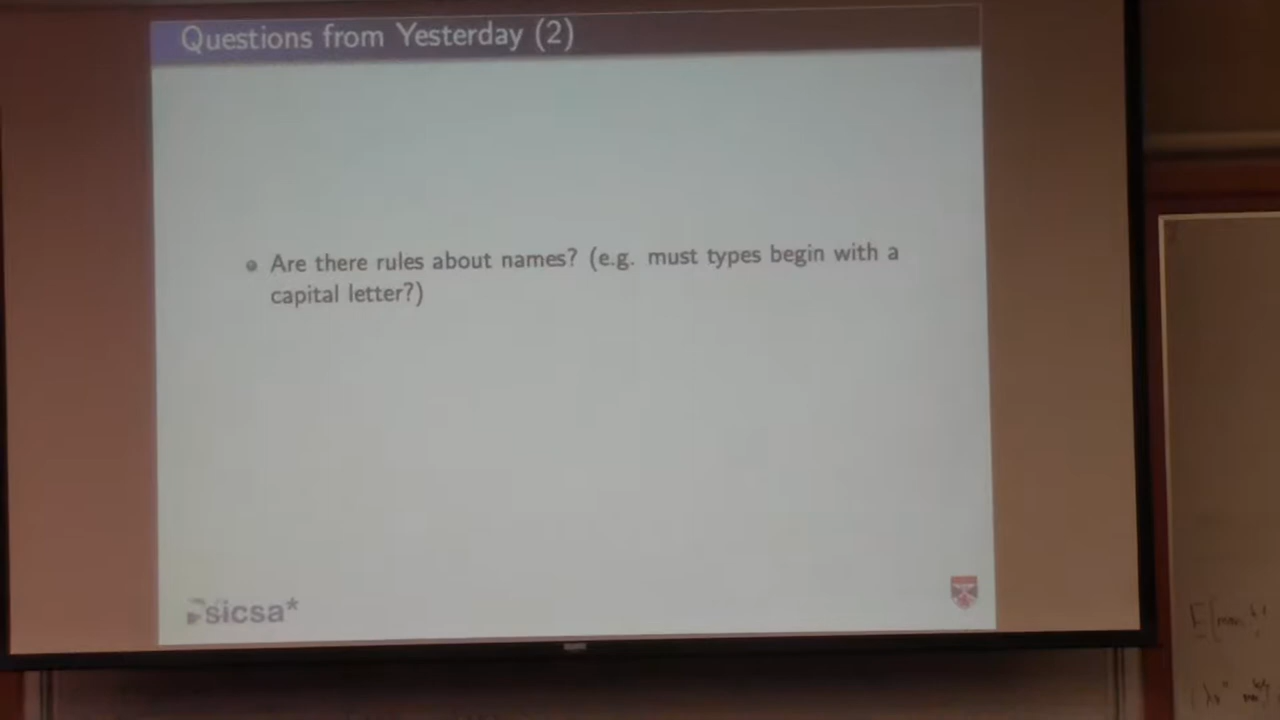 Questions from Yesterday (2)
Are there rules about names? (e.g. must types begin with a
capital letter?)
sicsa*